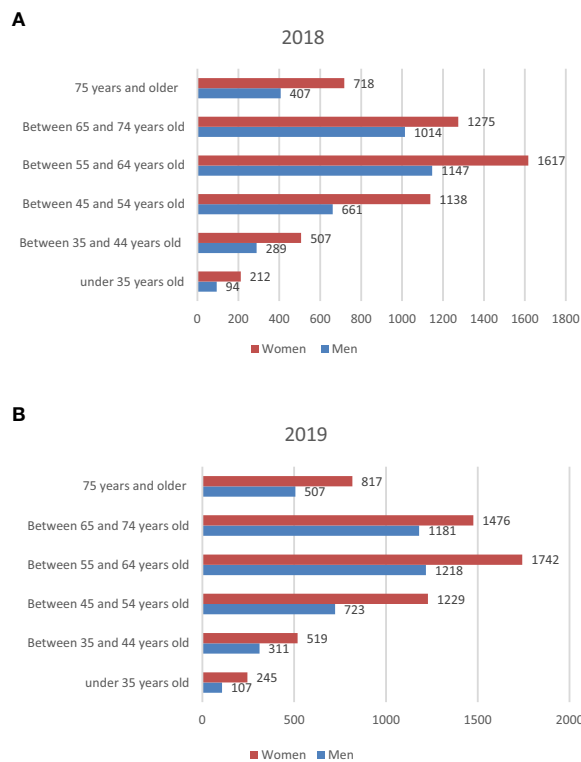 A
2018
75 years and older
718
407
Between 65 and 74 years old
1275
1014
Between 55 and 64 years old
1617
1147
Between 45 and 54 years old
1138
661
Between 35 and 44 years old
507
289
under 35 years old
212
94
0 200 400 600 800 1000 1200 1400 1600 1800
Women Men
B
2019
75 years and older
817
507
Between 65 and 74 years old
1476
1181
Between 55 and 64 years old
1742
1218
Between 45 and 54 years old
1229
723
Between 35 and 44 years old
519
311
under 35 years old
245
107
0 500 1000 1500 2000
Women Men